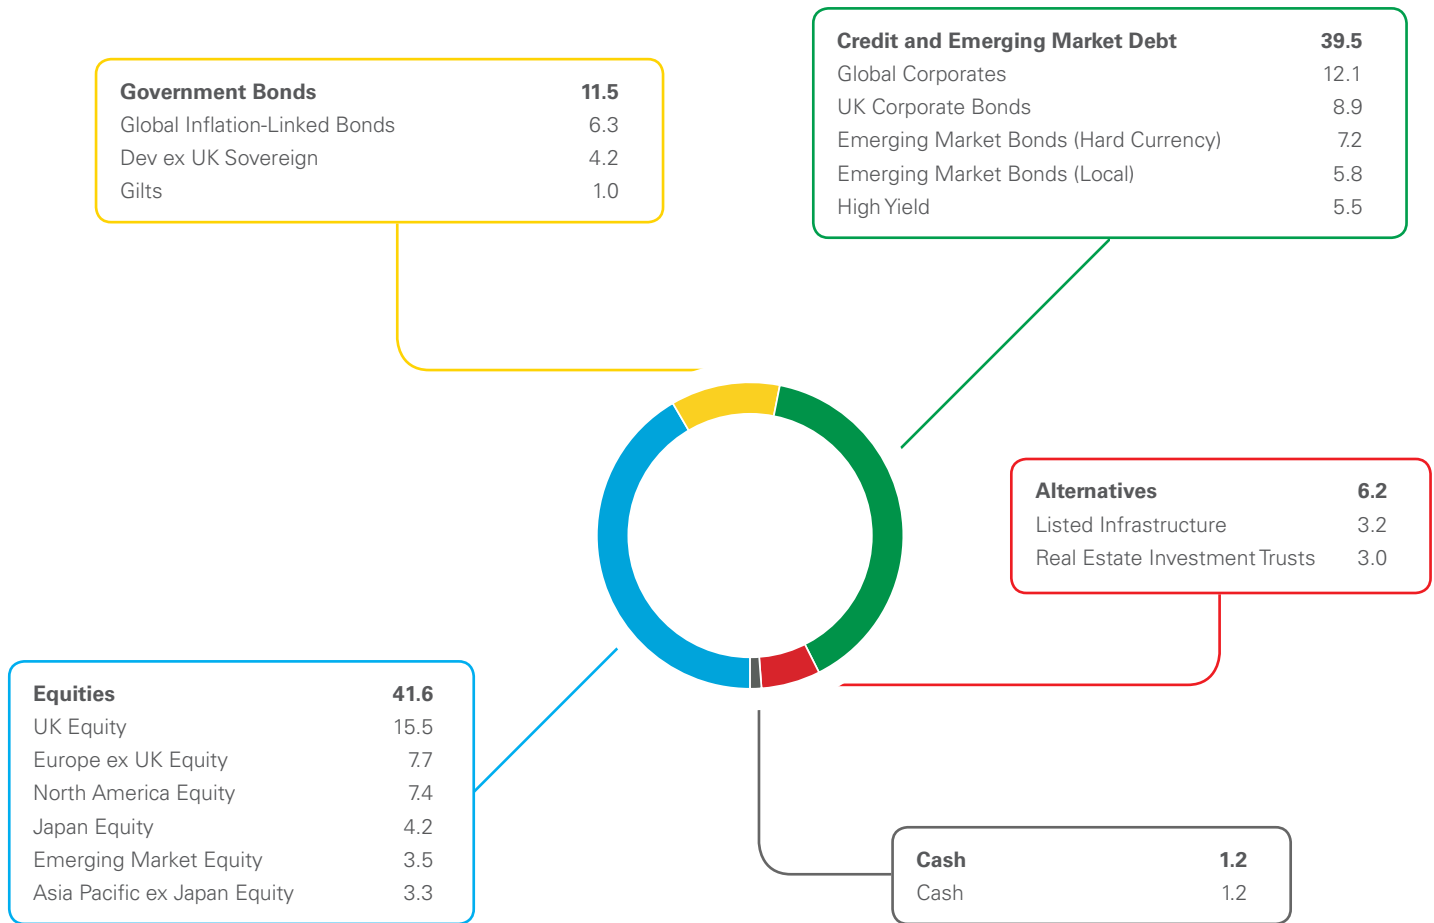 Government Bonds 11.5
Global Inflation-Linked Bonds 6.3
Dev ex UK Sovereign 4.2
Gilts 1.0
Credit and Emerging Market Debt 39.5
Global Corporates 12.1
UK Corporate Bonds 8.9
Emerging Market Bonds (Hard Currency) 7.2
Emerging Market Bonds (Local) 5.8
High Yield 5.5
Alternatives 6.2
Listed Infrastructure 3.2
Real Estate Investment Trusts 3.0
Equities 41.6
UK Equity 15.5
Europe ex UK Equity 7.7
North America Equity 7.4
Japan Equity 4.2
Emerging Market Equity 3.5
Asia Pacific ex Japan Equity 3.3
Cash 1.2
Cash 1.2